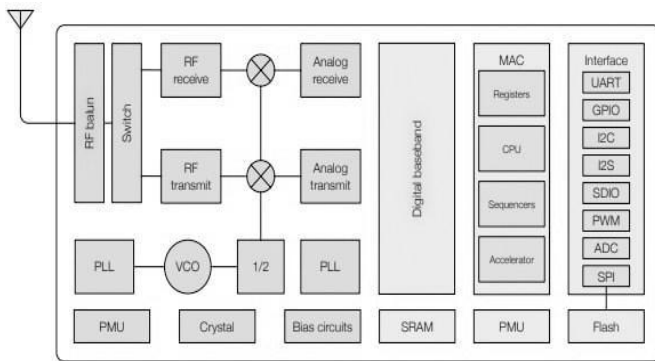 RF balun
Switch
RF
receive
Analog
receive
RF
transmit
Analog
transmit
PLL
VCO
1/2
PLL
PMU
Crystal
Bias circuits
Digital baseband
SRAM
MAC
Registers
CPU
Sequencers
Accelerator
PMU
Interface
UART
GPIO
I2C
I2S
SDIO
PWM
ADC
SPI
Flash